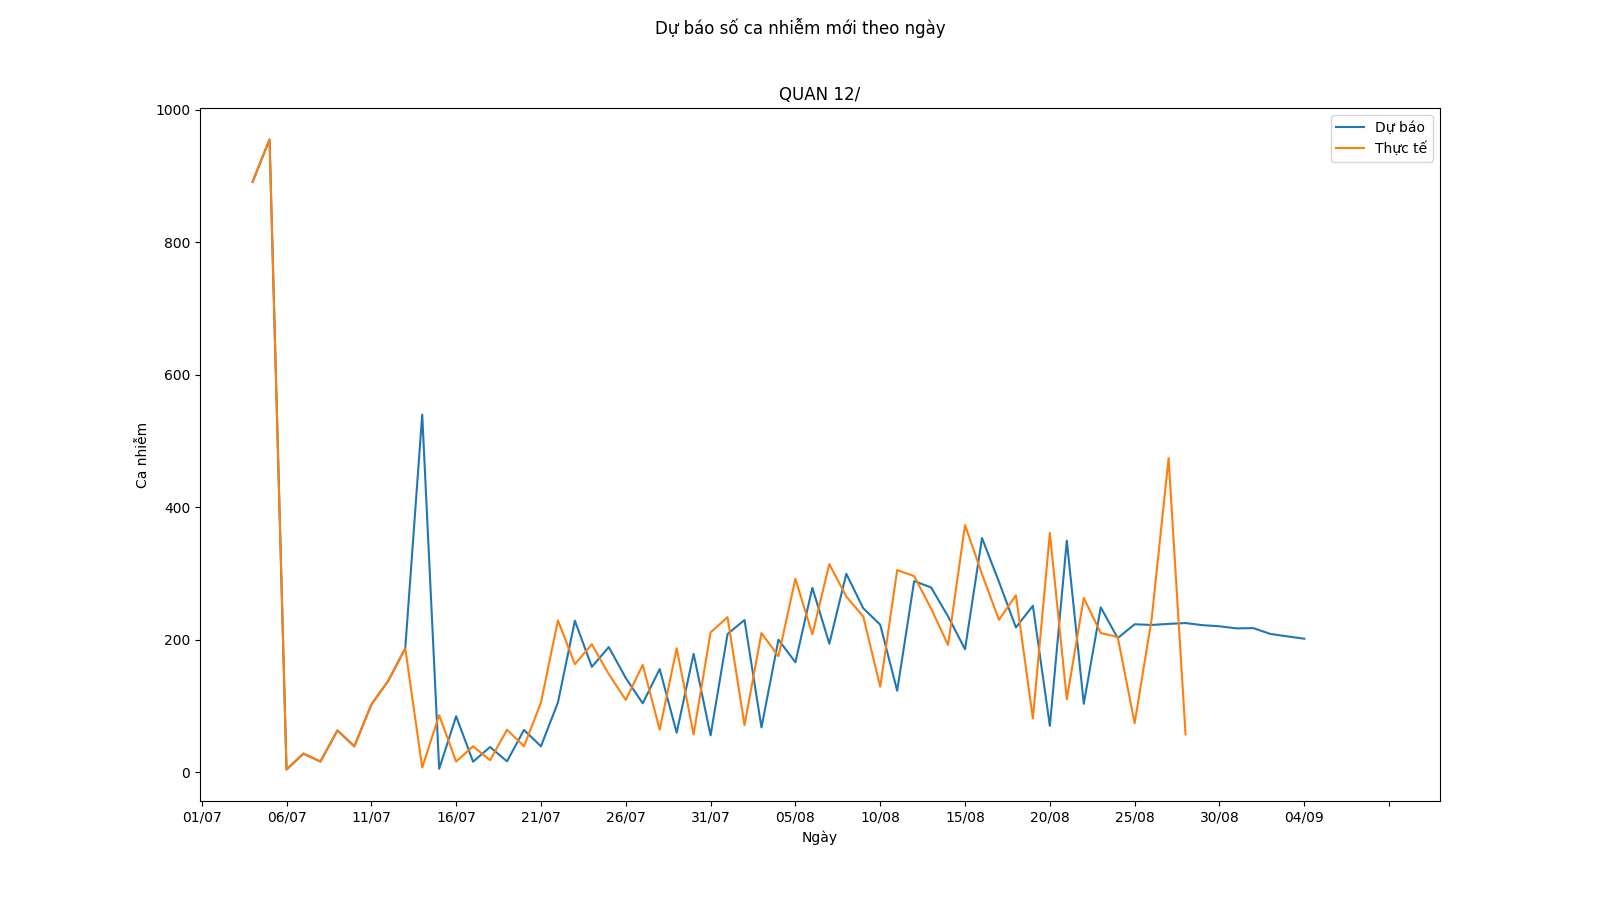 Dự báo số ca nhiễm mới theo ngày
QUAN 12/
Dự báo
Thực tế
1000
800
600
400
200
0
Ca nhiễm
01/07 06/07 11/07 16/07 21/07 26/07 31/07 05/08 10/08 15/08 20/08 25/08 30/08 04/09
Ngày